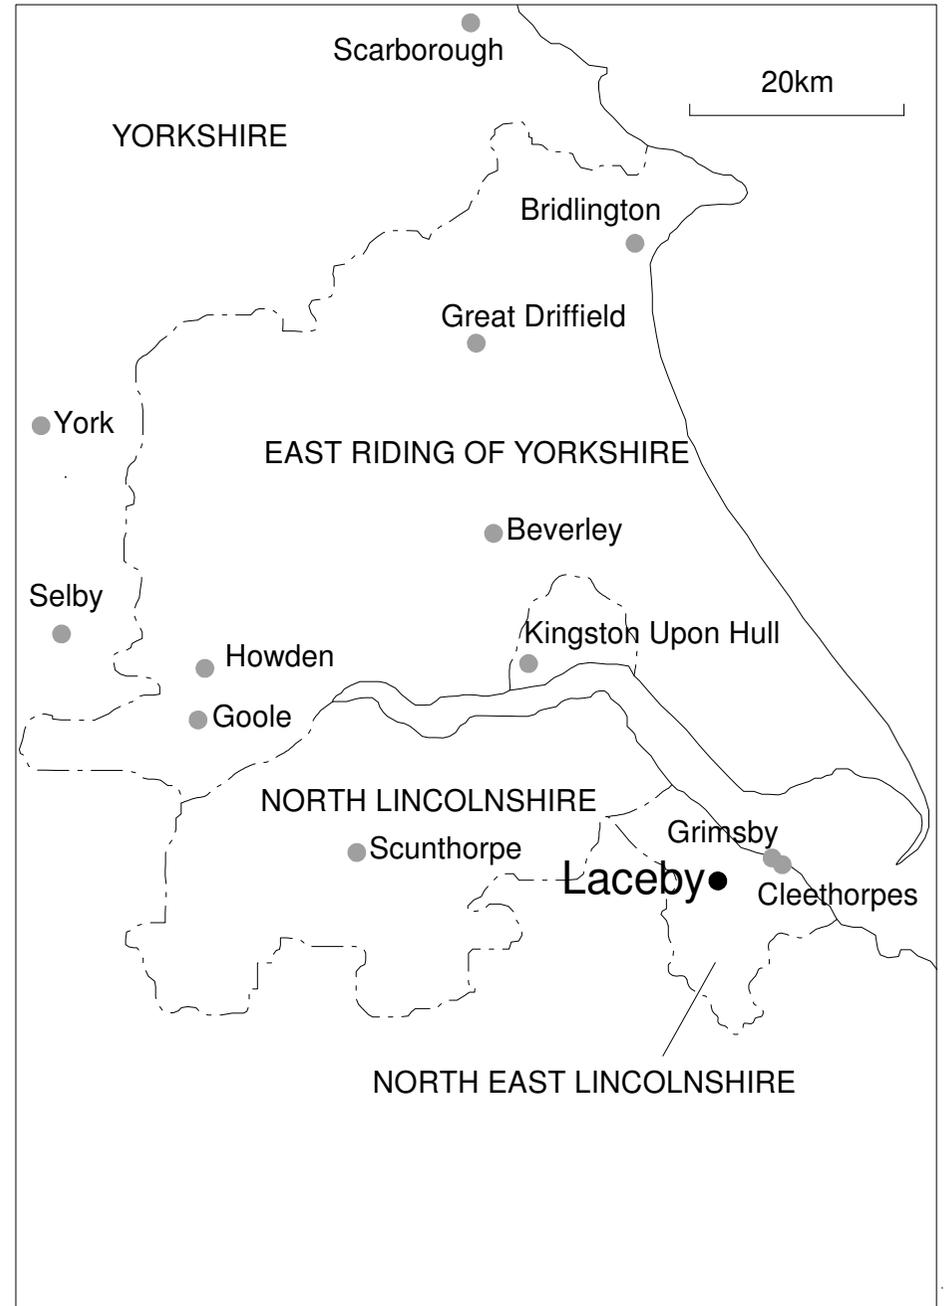 Scarborough
20km
YORKSHIRE
Bridlington
Great Driffield
York
EAST RIDING OF YORKSHIRE
Beverley
Selby
Kingston Upon Hull
Howden
Goole
NORTH LINCOLNSHIRE
Grimsby
Scunthorpe
Laceby
Cleethorpes
NORTH EAST LINCOLNSHIRE